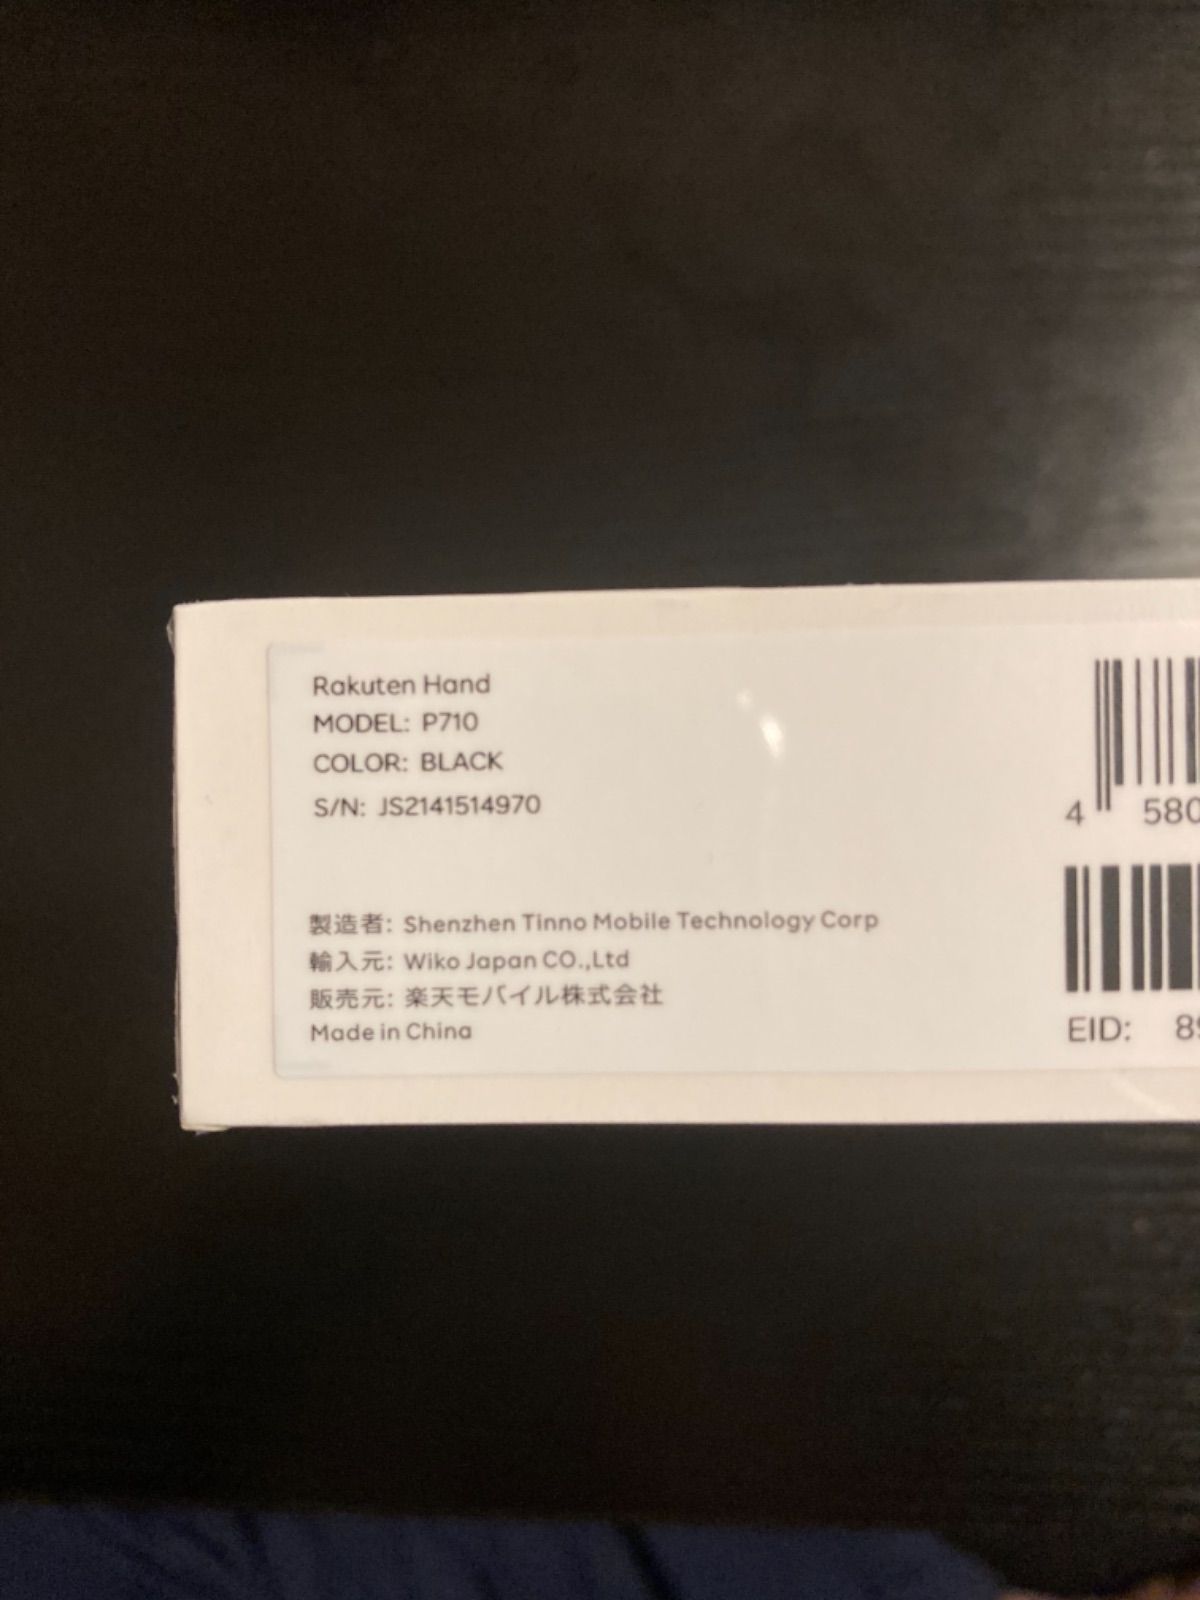 Rakuten Hand
MODEL: P710
COLOR: BLACK
S/N: JS2141514970
製造者: Shenzhen Tinno Mobile Technology Corp
輸入元: Wiko Japan CO.,Ltd
販売元: 楽天モバイル株式会社
Made in China
4 580
EID: 89